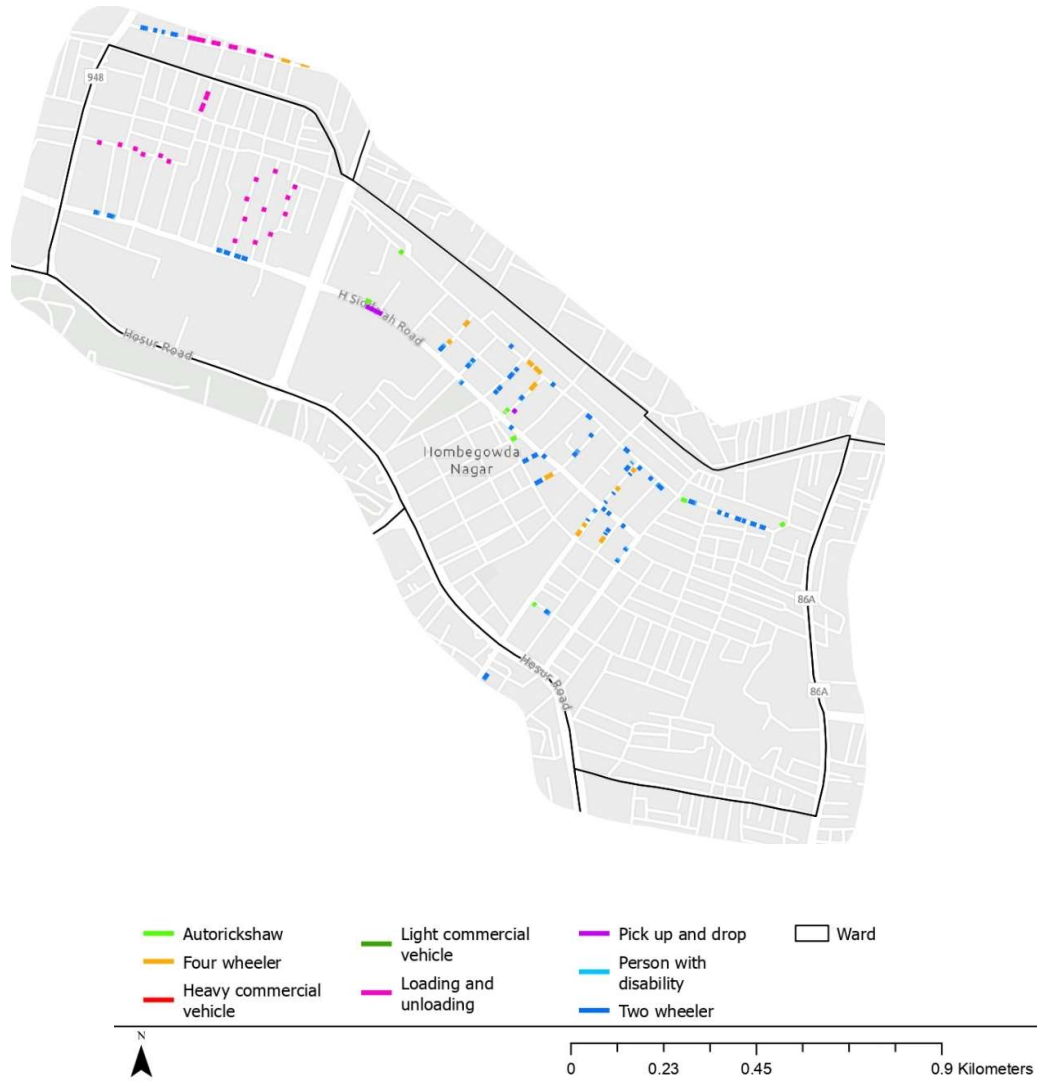 948
H Siddaiah Road
Hosur Road
Hombegowda
Nagar
86A
Hosur Road
86A
Autorickshaw
Four wheeler
Heavy commercial
vehicle
Light commercial
vehicle
Loading and
unloading
Pick up and drop
Person with
disability
Two wheeler
Ward
N
0 0.23 0.45 0.9 Kilometers